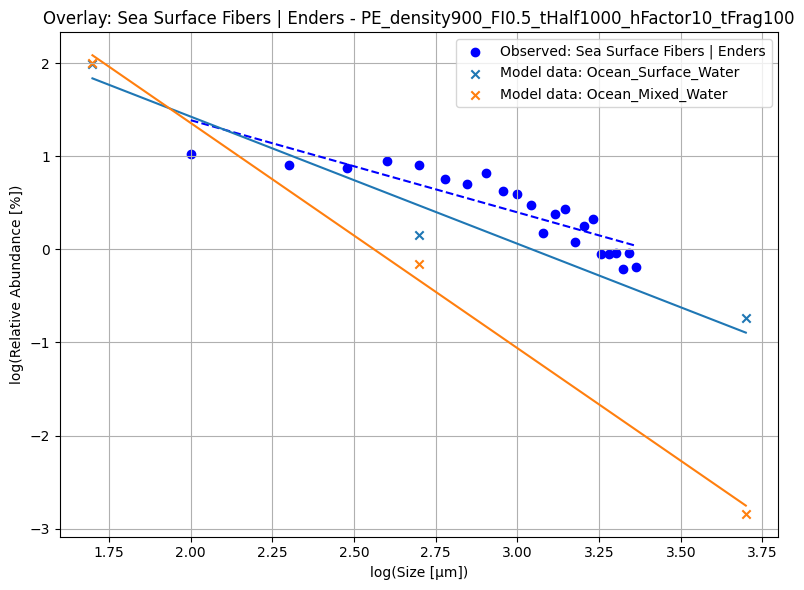 Overlay: Sea Surface Fibers | Enders - PE_density900_FI0.5_tHalf1000_hFactor10_tFrag100
Observed: Sea Surface Fibers | Enders
Model data: Ocean_Surface_Water
Model data: Ocean_Mixed_Water
log(Relative Abundance [%])
2
1
0
−1
−2
−3
1.75
2.00
2.25
2.50
2.75
3.00
3.25
3.50
3.75
log(Size [μm])